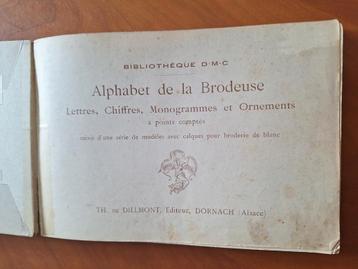 BIBLIOTHÈQUE D·M·C
Alphabet de la Brodeuse
Lettres, Chiffres, Monogrammes et Ornements
à points comptés
suivis d'une série de modèles avec calques pour broderie de blanc
TH. DE DILLMONT, Éditeur, DORNACH (Alsace)